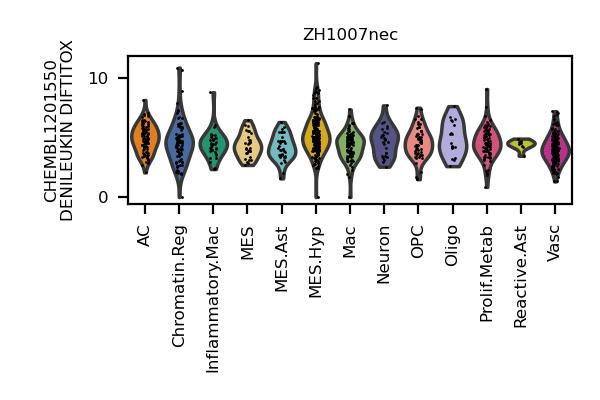 ZH1007nec
CHEMBL1201550
DENILEUKIN DIFTITOX
10
0
AC
Chromatin.Reg
Inflammatory.Mac
MES
MES.Ast
MES.Hyp
Mac
Neuron
OPC
Oligo
Prolif.Metab
Reactive.Ast
Vasc